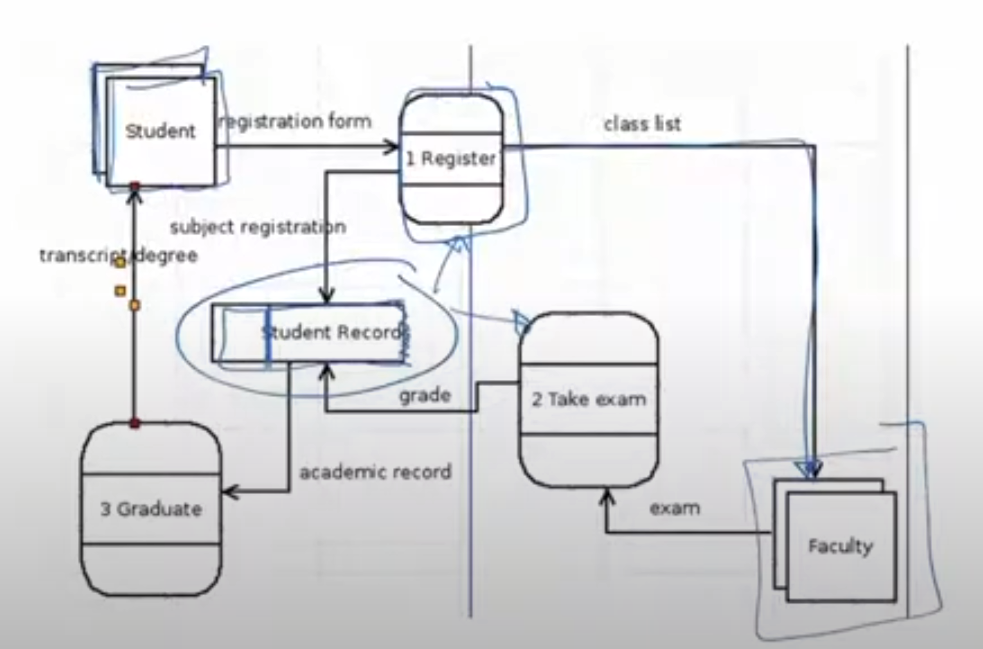 Student
registration form
1 Register
class list
subject registration
transcript/degree
Student Record
grade
2 Take exam
academic record
3 Graduate
exam
Faculty